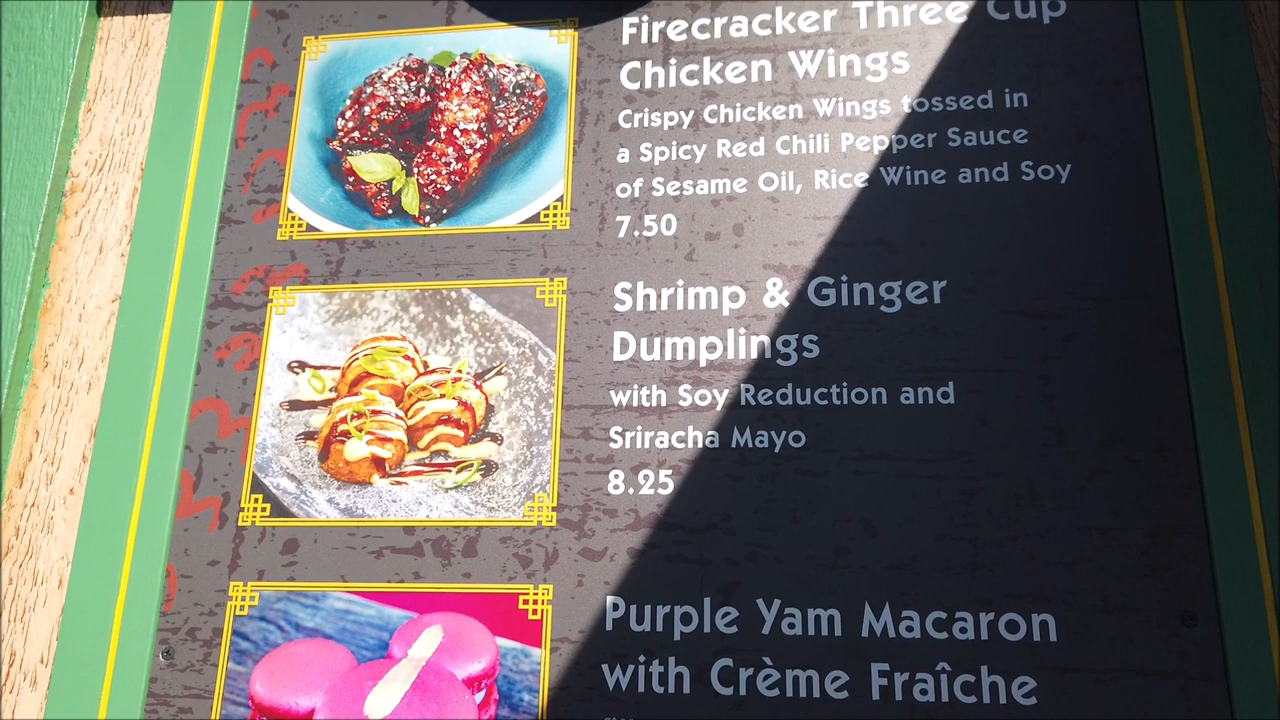 Firecracker Three Cup
Chicken Wings
Crispy Chicken Wings tossed in
a Spicy Red Chili Pepper Sauce
of Sesame Oil, Rice Wine and Soy
7.50
Shrimp & Ginger
Dumplings
with Soy Reduction and
Sriracha Mayo
8.25
Purple Yam Macaron
with Crème Fraîche